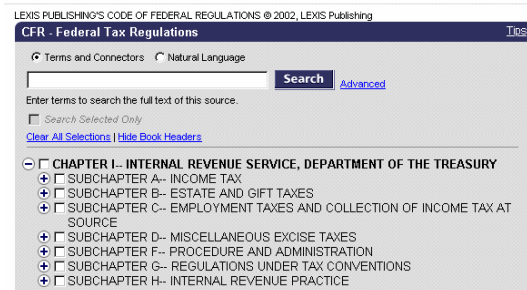 LEXIS PUBLISHING'S CODE OF FEDERAL REGULATIONS © 2002, LEXIS Publishing
CFR - Federal Tax Regulations Tips
Terms and Connectors Natural Language
Search Advanced
Enter terms to search the full text of this source.
Search Selected Only
Clear All Selections | Hide Book Headers
CHAPTER I-- INTERNAL REVENUE SERVICE, DEPARTMENT OF THE TREASURY
SUBCHAPTER A-- INCOME TAX
SUBCHAPTER B-- ESTATE AND GIFT TAXES
SUBCHAPTER C-- EMPLOYMENT TAXES AND COLLECTION OF INCOME TAX AT
SOURCE
SUBCHAPTER D-- MISCELLANEOUS EXCISE TAXES
SUBCHAPTER F-- PROCEDURE AND ADMINISTRATION
SUBCHAPTER G-- REGULATIONS UNDER TAX CONVENTIONS
SUBCHAPTER H-- INTERNAL REVENUE PRACTICE